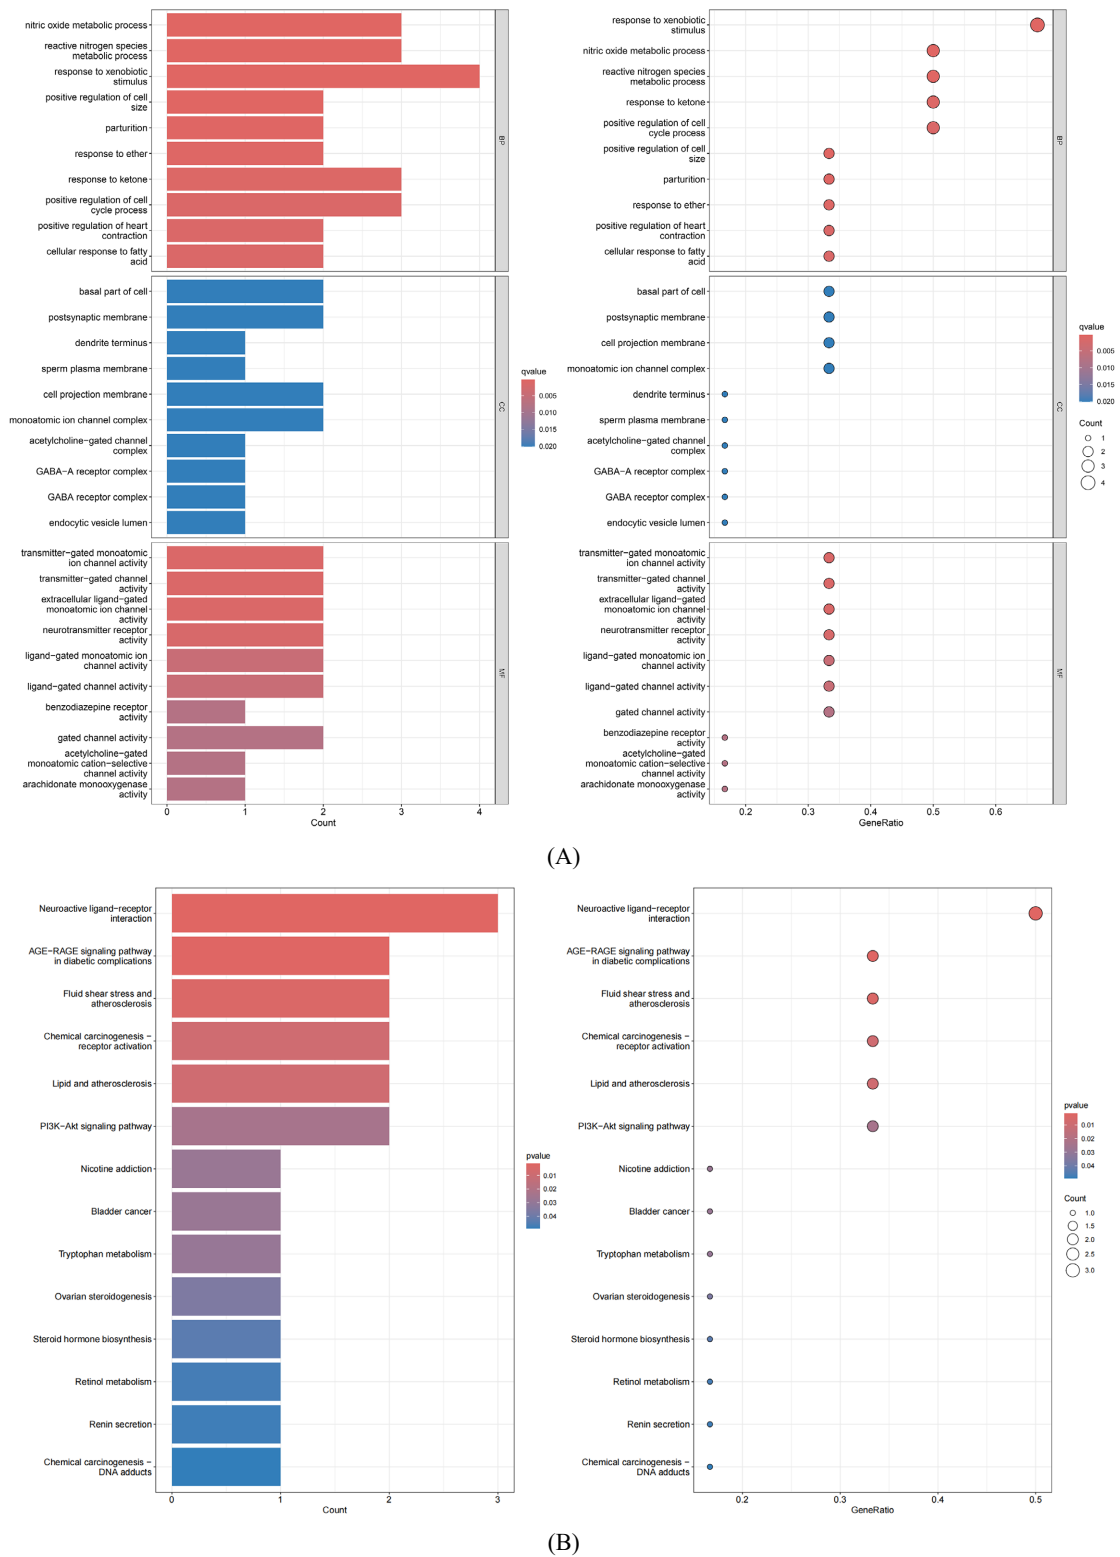 nitric oxide metabolic process
reactive nitrogen species
metabolic process
response to xenobiotic
stimulus
positive regulation of cell
size
parturition
response to ether
response to ketone
positive regulation of cell
cycle process
positive regulation of heart
contraction
cellular response to fatty
acid
BP
basal part of cell
postsynaptic membrane
dendrite terminus
sperm plasma membrane
cell projection membrane
monoatomic ion channel complex
acetylcholine−gated channel
complex
GABA−A receptor complex
GABA receptor complex
endocytic vesicle lumen
CC
transmitter−gated monoatomic
ion channel activity
transmitter−gated channel
activity
extracellular ligand−gated
monoatomic ion channel
activity
neurotransmitter receptor
activity
ligand−gated monoatomic ion
channel activity
ligand−gated channel activity
benzodiazepine receptor
activity
gated channel activity
acetylcholine−gated
monoatomic cation−selective
channel activity
arachidonate monooxygenase
activity
MF
0 1 2 3 4
Count
qvalue
0.005
0.010
0.015
0.020
response to xenobiotic
stimulus
nitric oxide metabolic process
reactive nitrogen species
metabolic process
response to ketone
positive regulation of cell
cycle process
positive regulation of cell
size
parturition
response to ether
positive regulation of heart
contraction
cellular response to fatty
acid
BP
basal part of cell
postsynaptic membrane
cell projection membrane
monoatomic ion channel complex
dendrite terminus
sperm plasma membrane
acetylcholine−gated channel
complex
GABA−A receptor complex
GABA receptor complex
endocytic vesicle lumen
CC
transmitter−gated monoatomic
ion channel activity
transmitter−gated channel
activity
extracellular ligand−gated
monoatomic ion channel
activity
neurotransmitter receptor
activity
ligand−gated monoatomic ion
channel activity
ligand−gated channel activity
gated channel activity
benzodiazepine receptor
activity
acetylcholine−gated
monoatomic cation−selective
channel activity
arachidonate monooxygenase
activity
MF
0.2 0.3 0.4 0.5 0.6
GeneRatio
qvalue
0.005
0.010
0.015
0.020
Count
1
2
3
4
(A)
Neuroactive ligand−receptor
interaction
AGE−RAGE signaling pathway
in diabetic complications
Fluid shear stress and
atherosclerosis
Chemical carcinogenesis −
receptor activation
Lipid and atherosclerosis
PI3K−Akt signaling pathway
Nicotine addiction
Bladder cancer
Tryptophan metabolism
Ovarian steroidogenesis
Steroid hormone biosynthesis
Retinol metabolism
Renin secretion
Chemical carcinogenesis −
DNA adducts
0 1 2 3
Count
pvalue
0.01
0.02
0.03
0.04
Neuroactive ligand−receptor
interaction
AGE−RAGE signaling pathway
in diabetic complications
Fluid shear stress and
atherosclerosis
Chemical carcinogenesis −
receptor activation
Lipid and atherosclerosis
PI3K−Akt signaling pathway
Nicotine addiction
Bladder cancer
Tryptophan metabolism
Ovarian steroidogenesis
Steroid hormone biosynthesis
Retinol metabolism
Renin secretion
Chemical carcinogenesis −
DNA adducts
0.2 0.3 0.4 0.5
GeneRatio
pvalue
0.01
0.02
0.03
0.04
Count
1.0
1.5
2.0
2.5
3.0
(B)